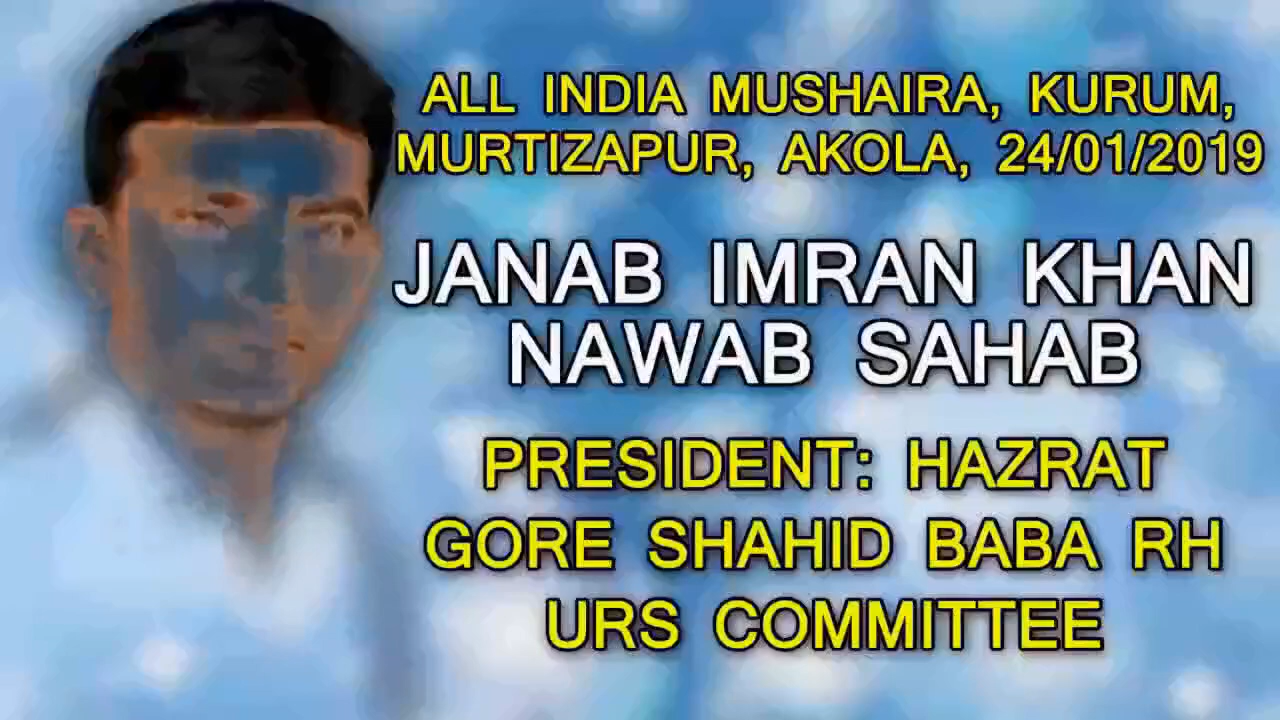 ALL INDIA MUSHAIRA, KURUM,
MURTIZAPUR, AKOLA, 24/01/2019
JANAB IMRAN KHAN
NAWAB SAHAB
PRESIDENT: HAZRAT
GORE SHAHID BABA RH
URS COMMITTEE